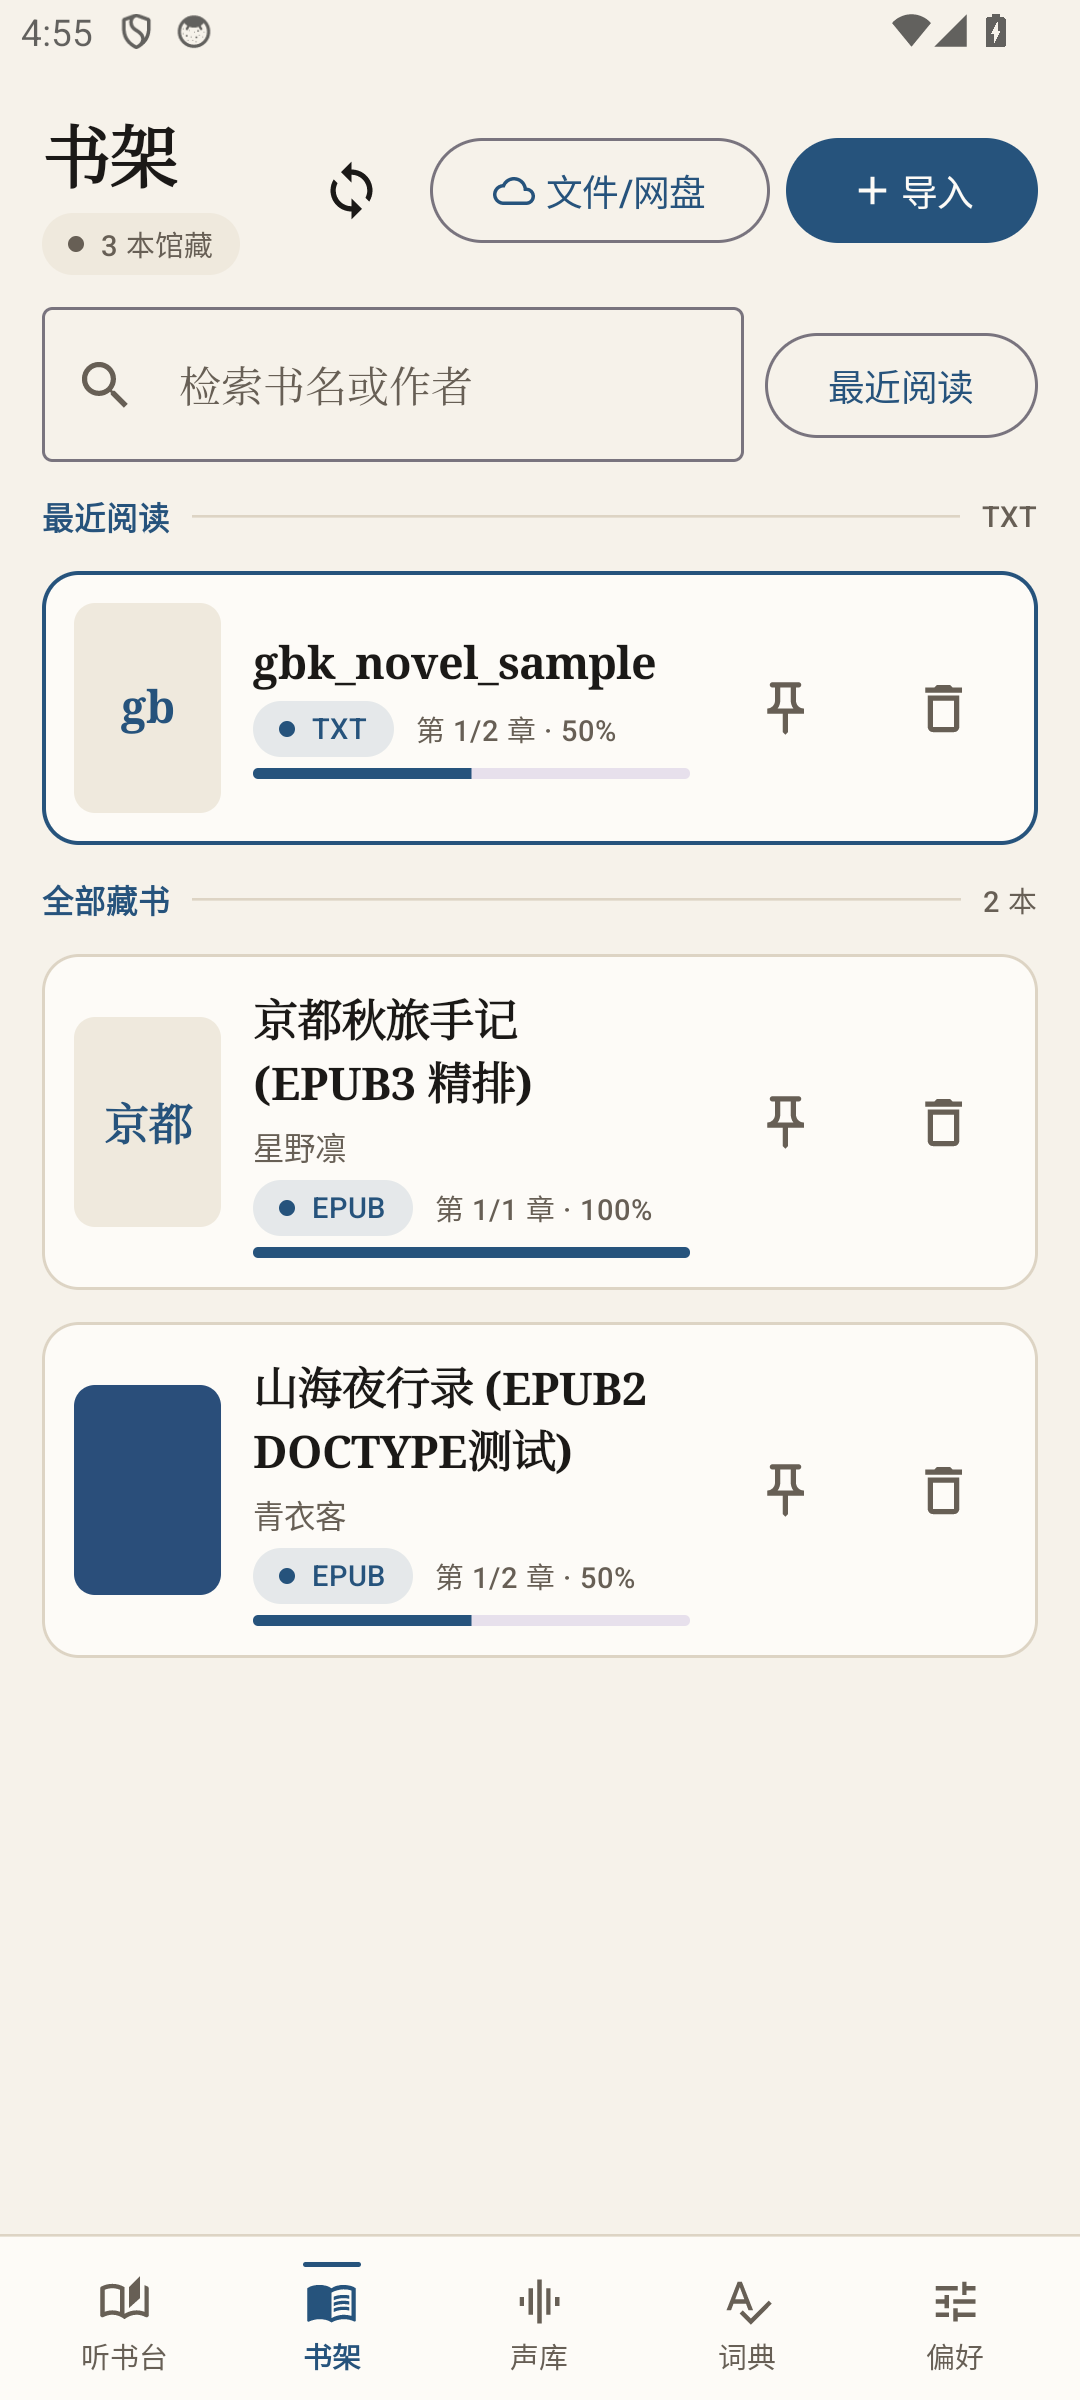 4:55
书架
3 本馆藏
文件/网盘
导入
检索书名或作者
最近阅读
最近阅读
TXT
gb
gbk_novel_sample
TXT
第 1/2 章 · 50%
全部藏书
2 本
京都
京都秋旅手记
(EPUB3 精排)
星野凛
EPUB
第 1/1 章 · 100%
山海夜行录 (EPUB2
DOCTYPE测试)
青衣客
EPUB
第 1/2 章 · 50%
听书台
书架
声库
词典
偏好